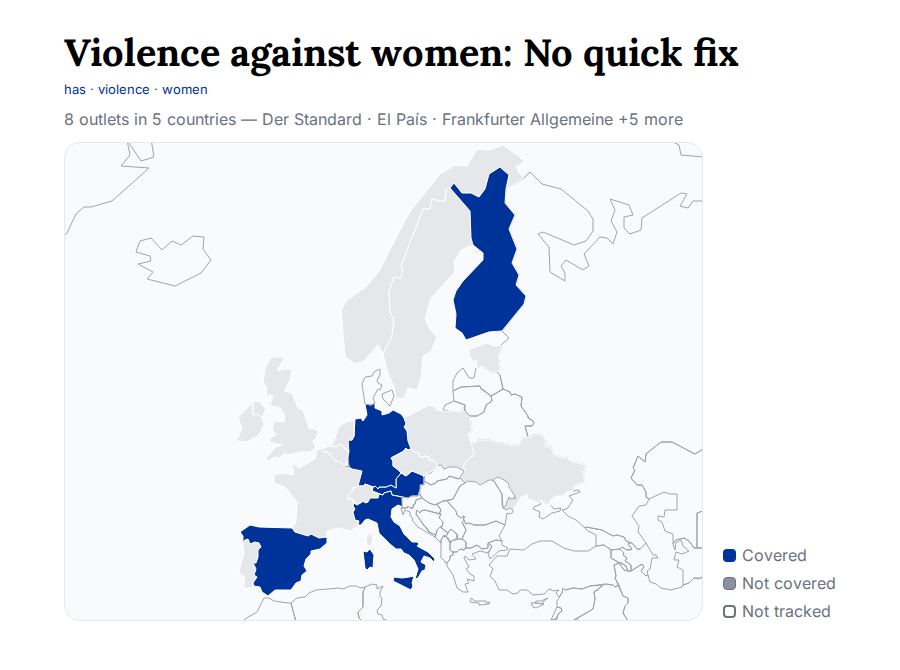 Violence against women: No quick fix
has · violence · women
8 outlets in 5 countries — Der Standard · El País · Frankfurter Allgemeine +5 more
Covered
Not covered
Not tracked